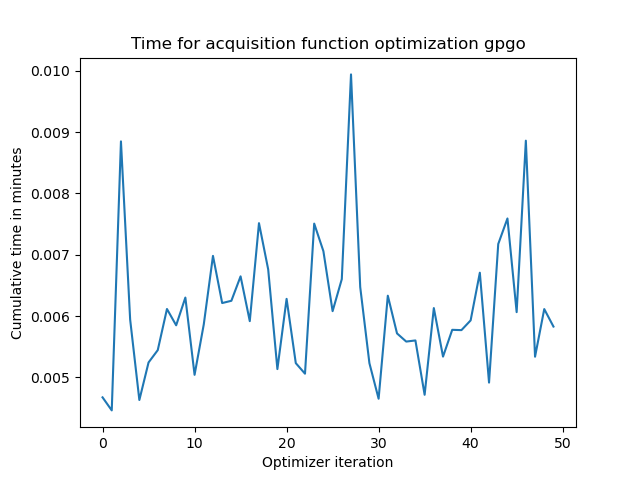 Time for acquisition function optimization gpgo
0.010
0.009
0.008
0.007
0.006
0.005
Cumulative time in minutes
0 10 20 30 40 50
Optimizer iteration